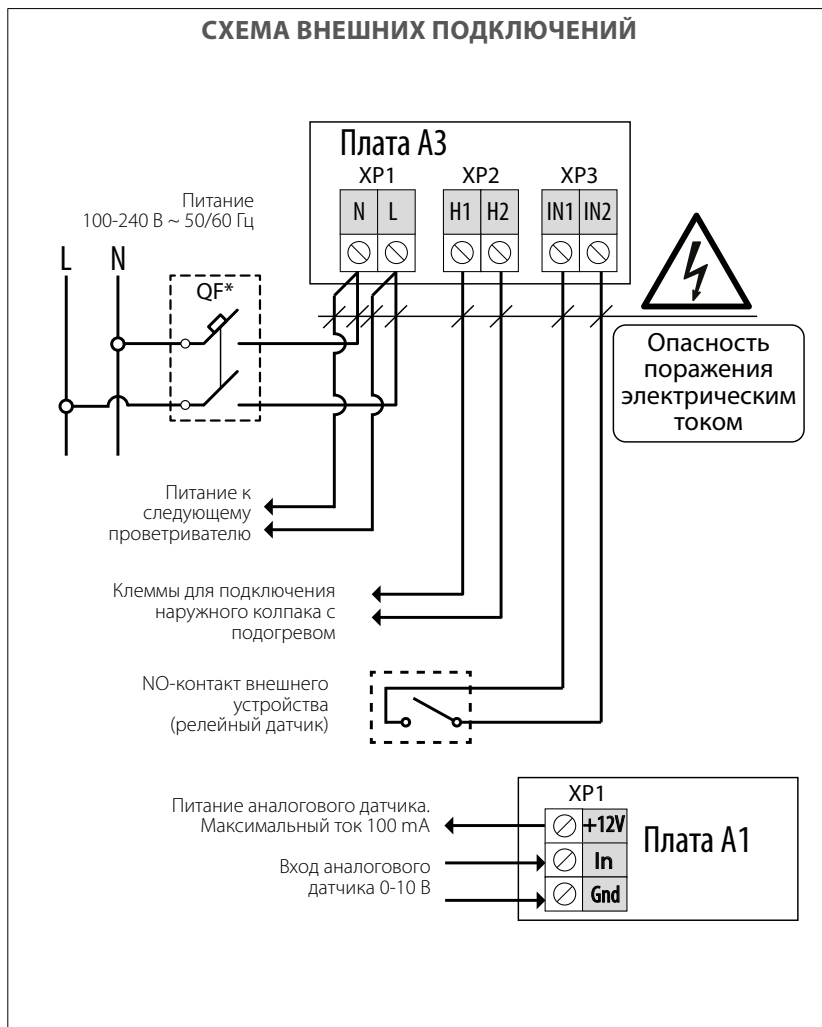 СХЕМА ВНЕШНИХ ПОДКЛЮЧЕНИЙ
Плата А3
XP1 XP2 XP3
N L H1 H2 IN1 IN2
Питание
100-240 В ~ 50/60 Гц
L N
QF*
Опасность
поражения
электрическим
током
Питание к
следующему
проветривателю
Клеммы для подключения
наружного колпака с
подогревом
NO-контакт внешнего
устройства
(релейный датчик)
XP1
Питание аналогового датчика.
Максимальный ток 100 mA
+12V
Плата А1
In
Вход аналогового
датчика 0-10 В
Gnd